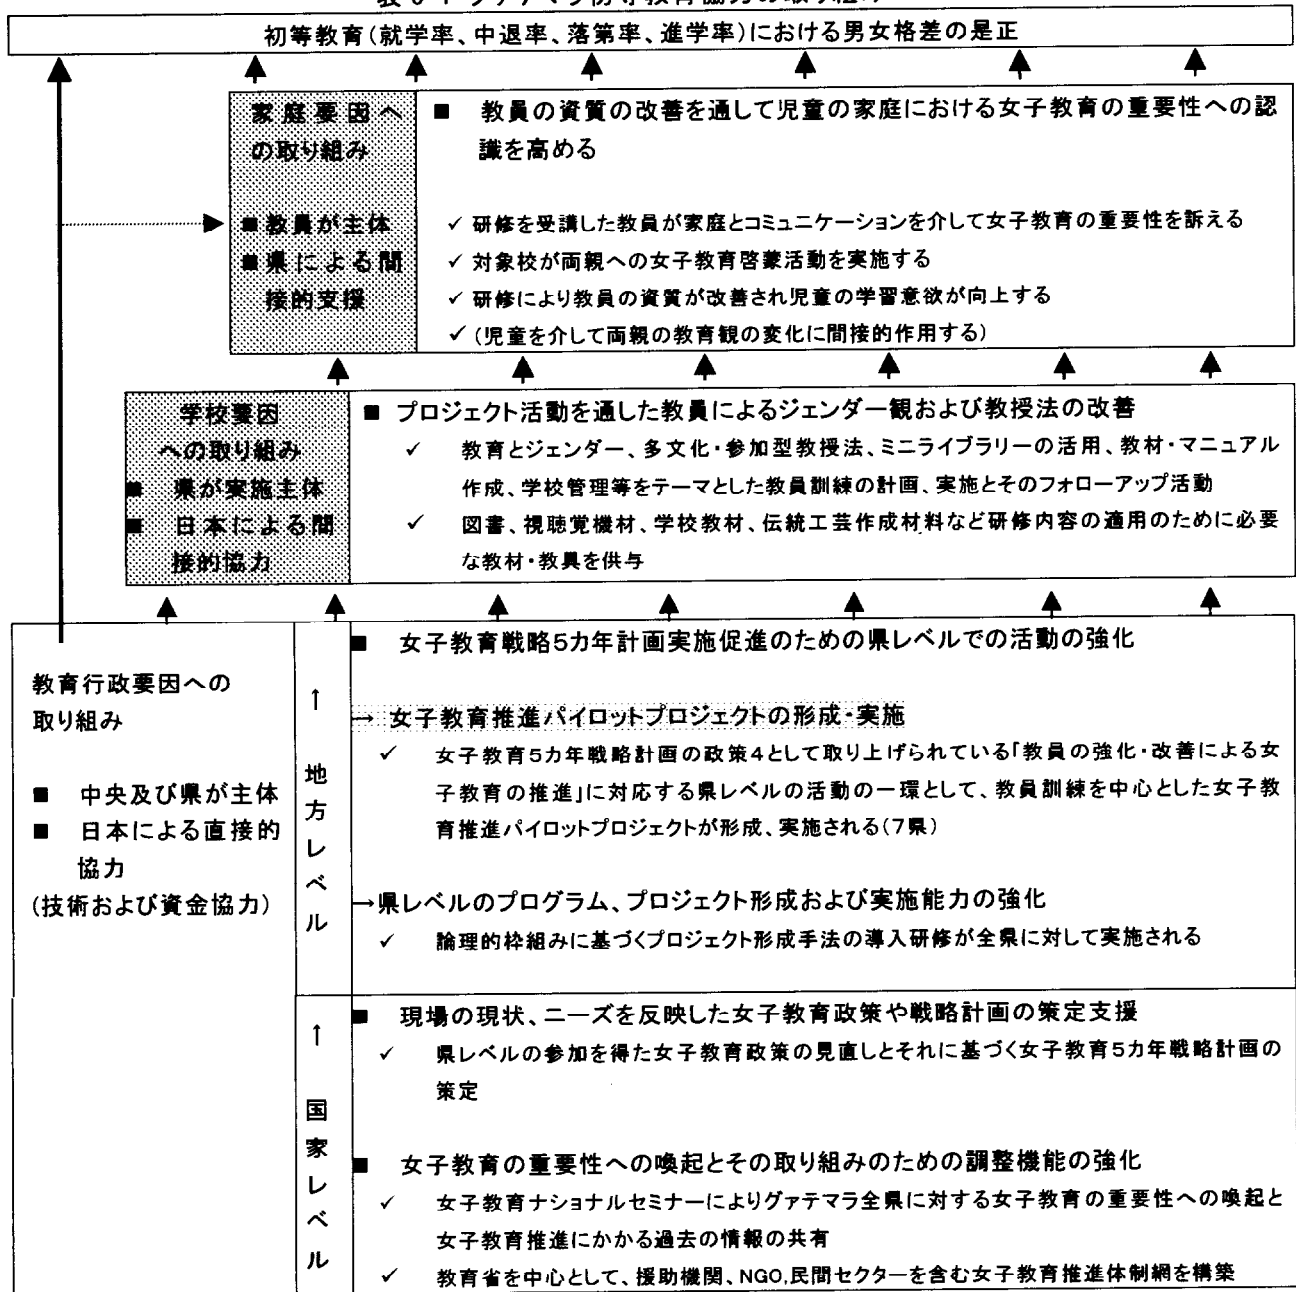 初等教育(就学率、中退率、落第率、進学率)における男女格差の是正
家庭要因へ
の取り組み
■教員が主体
■県による間
接的支援
■ 教員の資質の改善を通して児童の家庭における女子教育の重要性への認
識を高める
✓ 研修を受講した教員が家庭とコミュニケーションを介して女子教育の重要性を訴える
✓ 対象校が両親への女子教育啓蒙活動を実施する
✓ 研修により教員の資質が改善され児童の学習意欲が向上する
✓ (児童を介して両親の教育観の変化に間接的作用する)
学校要因
への取り組み
■ 県が実施主体
■ 日本による間
接的協力
■ プロジェクト活動を通した教員によるジェンダー観および教授法の改善
✓ 教育とジェンダー、多文化・参加型教授法、ミニライブラリーの活用、教材・マニュアル
作成、学校管理等をテーマとした教員訓練の計画、実施とそのフォローアップ活動
✓ 図書、視聴覚機材、学校教材、伝統工芸作成材料など研修内容の適用のために必要
な教材・教具を供与
教育行政要因への
取り組み
■ 中央及び県が主体
■ 日本による直接的
協力
(技術および資金協力)
↑地方レベル
■ 女子教育戦略5カ年計画実施促進のための県レベルでの活動の強化
→ 女子教育推進パイロットプロジェクトの形成・実施
✓ 女子教育5カ年戦略計画の政策4として取り上げられている「教員の強化・改善による女
子教育の推進」に対応する県レベルの活動の一環として、教員訓練を中心とした女子教
育推進パイロットプロジェクトが形成、実施される(7県)
→県レベルのプログラム、プロジェクト形成および実施能力の強化
✓ 論理的枠組みに基づくプロジェクト形成手法の導入研修が全県に対して実施される
↑国家レベル
■ 現場の現状、ニーズを反映した女子教育政策や戦略計画の策定支援
✓ 県レベルの参加を得た女子教育政策の見直しとそれに基づく女子教育5カ年戦略計画の
策定
■ 女子教育の重要性への喚起とその取り組みのための調整機能の強化
✓ 女子教育ナショナルセミナーによりグァテマラ全県に対する女子教育の重要性への喚起と
女子教育推進にかかる過去の情報の共有
✓ 教育省を中心として、援助機関、NGO,民間セクターを含む女子教育推進体制網を構築